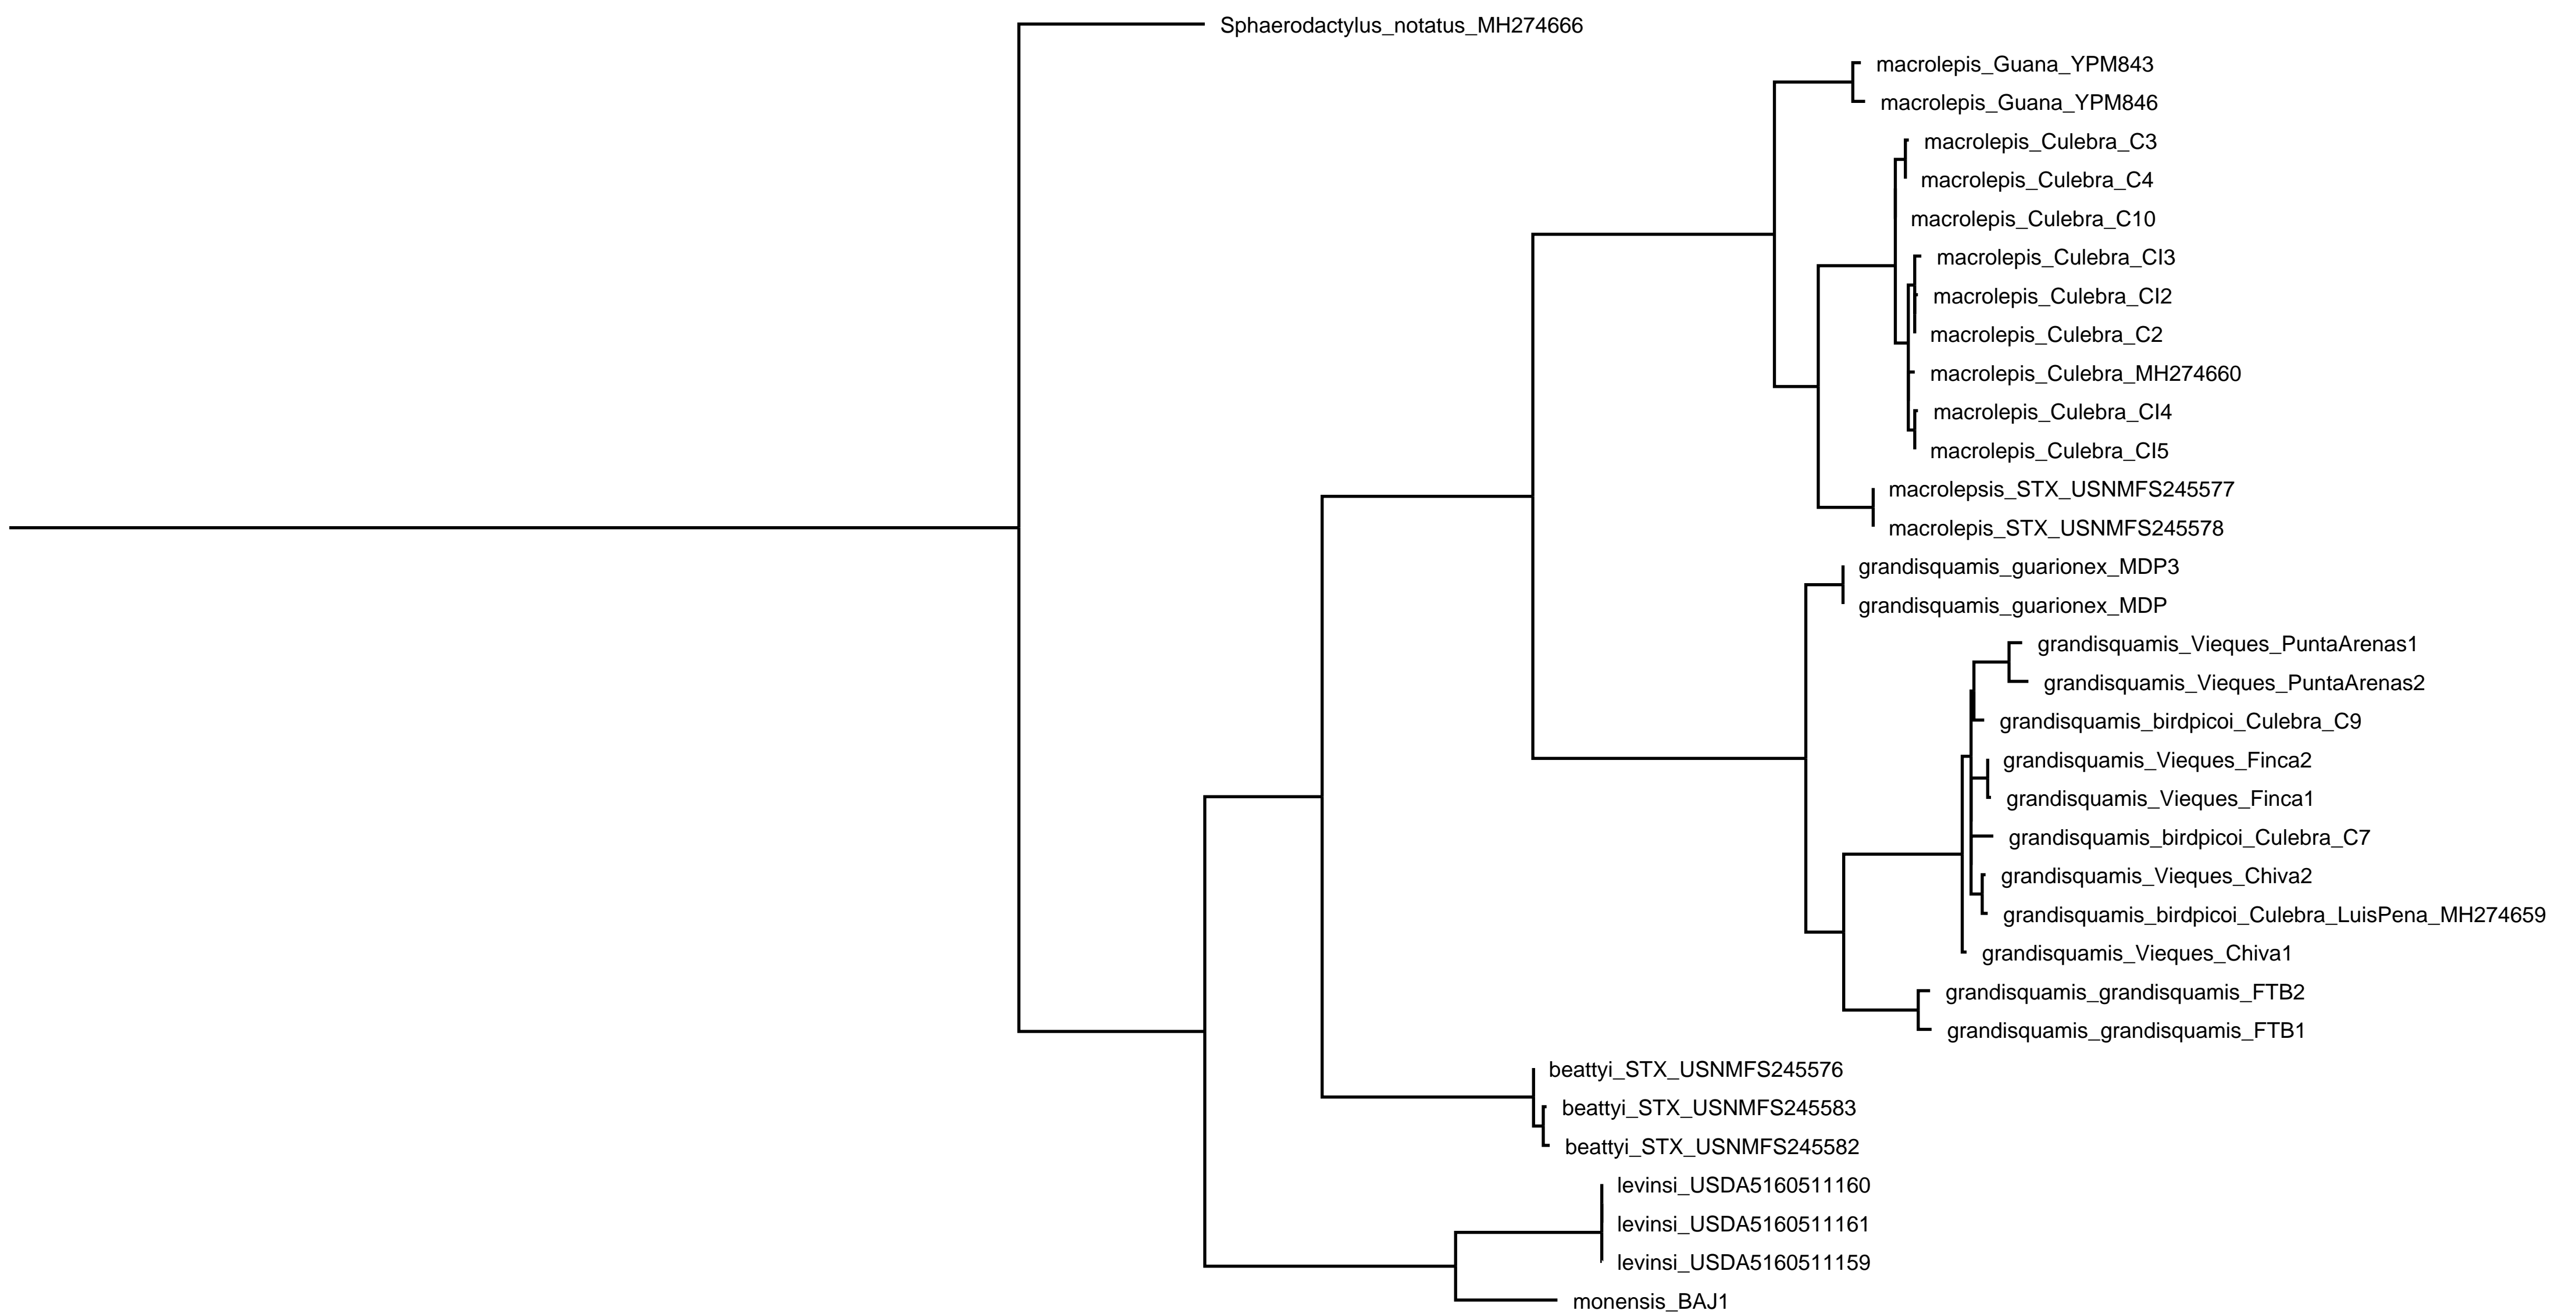 Sphaerodactylus_notatus_MH274666
macrolepis_Guana_YPM843
macrolepis_Guana_YPM846
macrolepis_Culebra_C3
macrolepis_Culebra_C4
macrolepis_Culebra_C10
macrolepis_Culebra_CI3
macrolepis_Culebra_CI2
macrolepis_Culebra_C2
macrolepis_Culebra_MH274660
macrolepis_Culebra_CI4
macrolepis_Culebra_CI5
macrolepsis_STX_USNMFS245577
macrolepis_STX_USNMFS245578
grandisquamis_guarionex_MDP3
grandisquamis_guarionex_MDP
grandisquamis_Vieques_PuntaArenas1
grandisquamis_Vieques_PuntaArenas2
grandisquamis_birdpicoi_Culebra_C9
grandisquamis_Vieques_Finca2
grandisquamis_Vieques_Finca1
grandisquamis_birdpicoi_Culebra_C7
grandisquamis_Vieques_Chiva2
grandisquamis_birdpicoi_Culebra_LuisPena_MH274659
grandisquamis_Vieques_Chiva1
grandisquamis_grandisquamis_FTB2
grandisquamis_grandisquamis_FTB1
beattyi_STX_USNMFS245576
beattyi_STX_USNMFS245583
beattyi_STX_USNMFS245582
levinsi_USDA5160511160
levinsi_USDA5160511161
levinsi_USDA5160511159
monensis_BAJ1